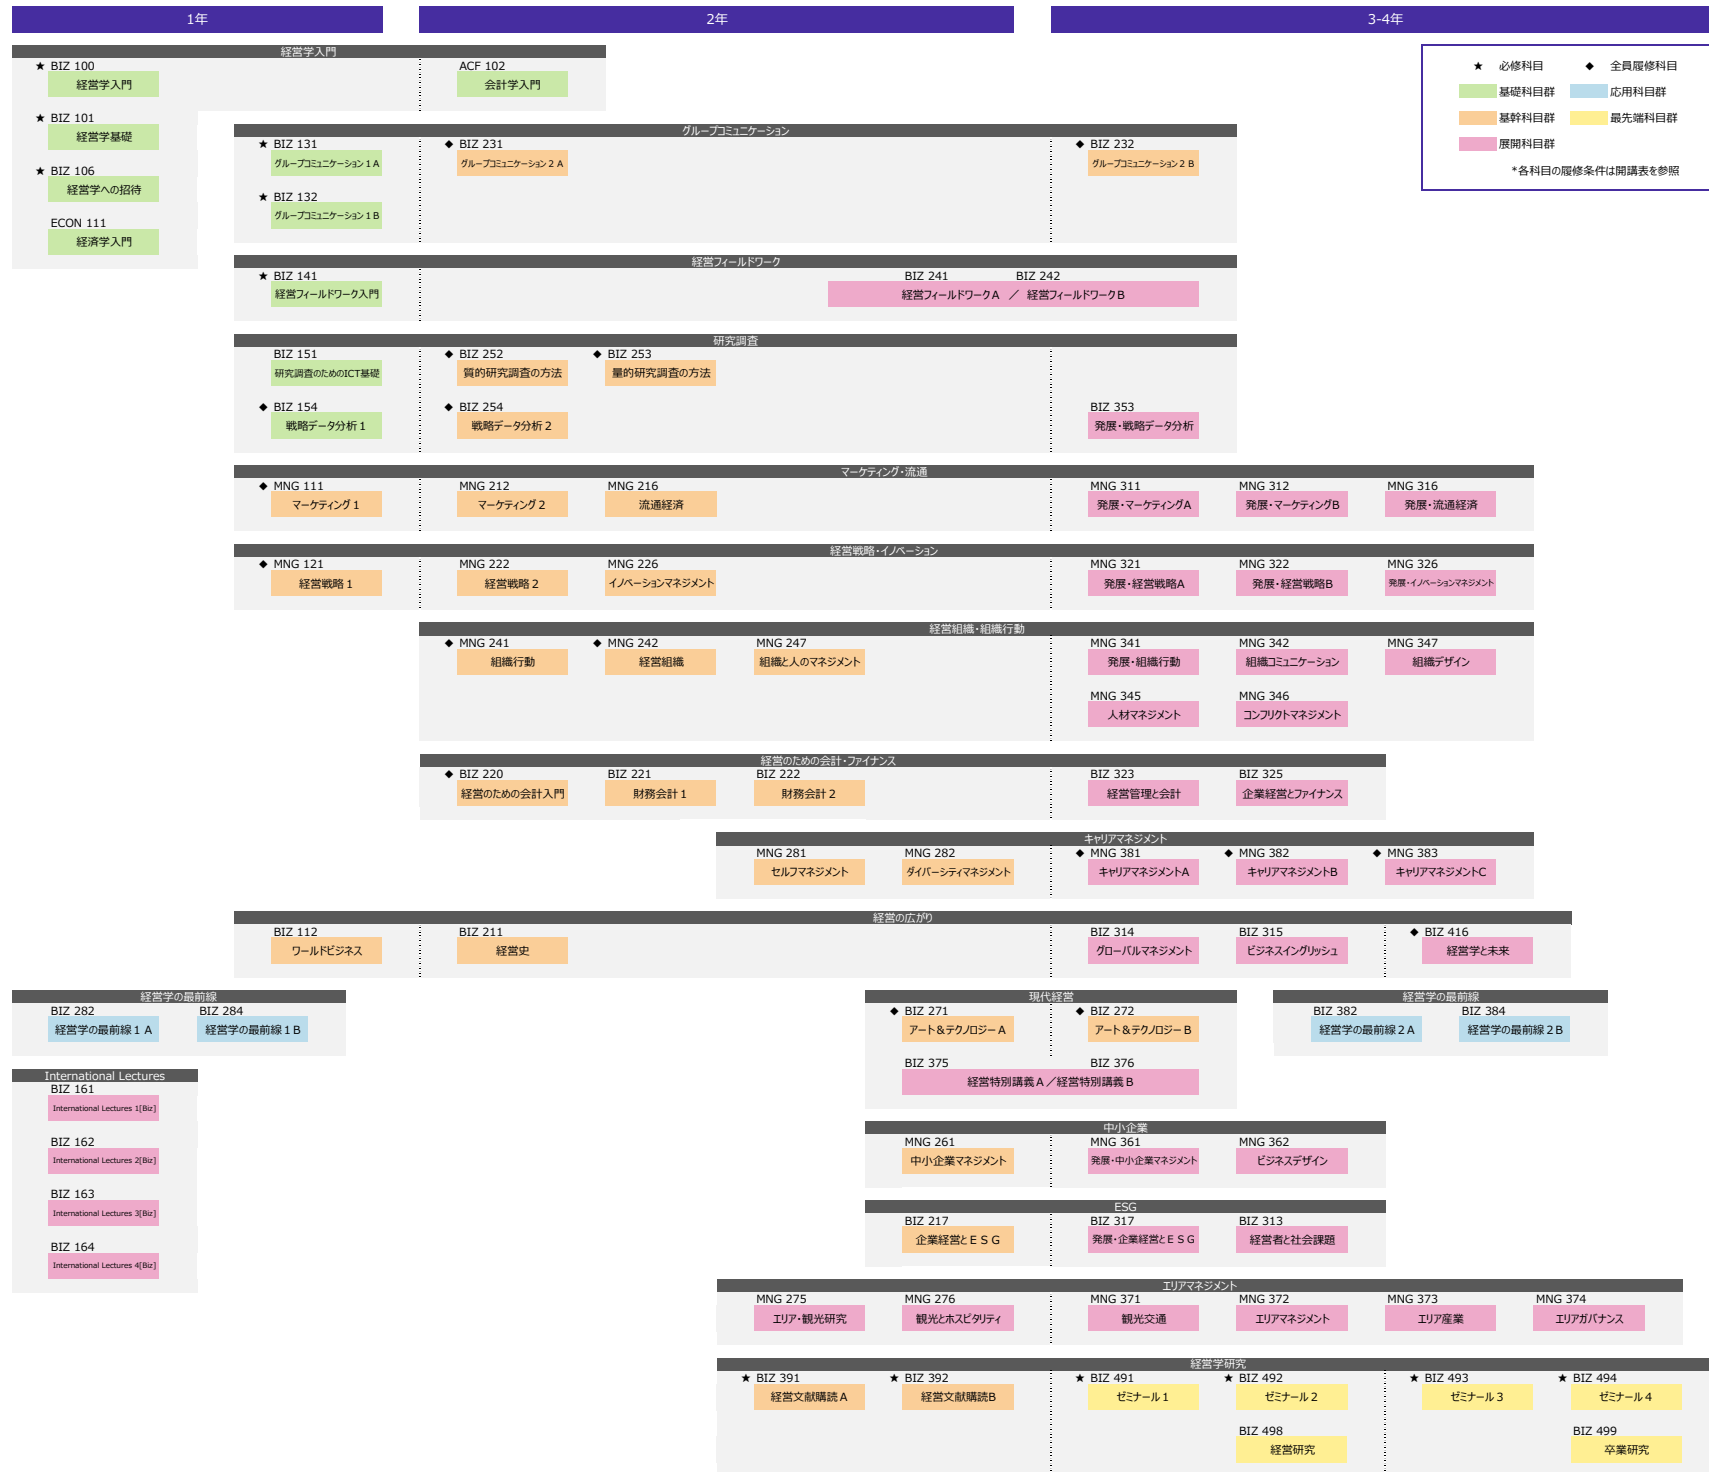 1年 2年 3-4年
経営学入門
★ BIZ 100 ACF 102
経営学入門 会計学入門
★ 必修科目 ◆ 全員履修科目
基礎科目群 応用科目群
基幹科目群 最先端科目群
展開科目群
*各科目の履修条件は開講表を参照
★ BIZ 101
経営学基礎
★ BIZ 106
経営学への招待
ECON 111
経済学入門
グループコミュニケーション
★ BIZ 131 ◆ BIZ 231 ◆ BIZ 232
グループコミュニケーション1A グループコミュニケーション2A グループコミュニケーション2B
★ BIZ 132
グループコミュニケーション1B
経営フィールドワーク
★ BIZ 141 BIZ 241 BIZ 242
経営フィールドワーク入門 経営フィールドワークA ／ 経営フィールドワークB
研究調査
BIZ 151 ◆ BIZ 252 ◆ BIZ 253
研究調査のためのICT基礎 質的研究調査の方法 量的研究調査の方法
◆ BIZ 154 ◆ BIZ 254 BIZ 353
戦略データ分析1 戦略データ分析2 発展・戦略データ分析
マーケティング・流通
◆ MNG 111 MNG 212 MNG 216 MNG 311 MNG 312 MNG 316
マーケティング1 マーケティング2 流通経済 発展・マーケティングA 発展・マーケティングB 発展・流通経済
経営戦略・イノベーション
◆ MNG 121 MNG 222 MNG 226 MNG 321 MNG 322 MNG 326
経営戦略1 経営戦略2 イノベーションマネジメント 発展・経営戦略A 発展・経営戦略B 発展・イノベーションマネジメント
経営組織・組織行動
◆ MNG 241 ◆ MNG 242 MNG 247 MNG 341 MNG 342 MNG 347
組織行動 経営組織 組織と人のマネジメント 発展・組織行動 組織コミュニケーション 組織デザイン
MNG 345 MNG 346
人材マネジメント コンフリクトマネジメント
経営のための会計・ファイナンス
◆ BIZ 220 BIZ 221 BIZ 222 BIZ 323 BIZ 325
経営のための会計入門 財務会計1 財務会計2 経営管理と会計 企業経営とファイナンス
キャリアマネジメント
MNG 281 MNG 282 ◆ MNG 381 ◆ MNG 382 ◆ MNG 383
セルフマネジメント ダイバーシティマネジメント キャリアマネジメントA キャリアマネジメントB キャリアマネジメントC
経営の広がり
BIZ 112 BIZ 211 BIZ 314 BIZ 315 ◆ BIZ 416
ワールドビジネス 経営史 グローバルマネジメント ビジネスイングリッシュ 経営学と未来
経営学の最前線 現代経営 経営学の最前線
BIZ 282 BIZ 284 ◆ BIZ 271 ◆ BIZ 272 BIZ 382 BIZ 384
経営学の最前線1A 経営学の最前線1B アート＆テクノロジーA アート＆テクノロジーB 経営学の最前線2A 経営学の最前線2B
BIZ 375 BIZ 376
経営特別講義A／経営特別講義B
International Lectures
BIZ 161
International Lectures 1[Biz]
BIZ 162
International Lectures 2[Biz]
BIZ 163
International Lectures 3[Biz]
BIZ 164
International Lectures 4[Biz]
中小企業
MNG 261 MNG 361 MNG 362
中小企業マネジメント 発展・中小企業マネジメント ビジネスデザイン
ESG
BIZ 217 BIZ 317 BIZ 313
企業経営とＥＳＧ 発展・企業経営とＥＳＧ 経営者と社会課題
エリアマネジメント
MNG 275 MNG 276 MNG 371 MNG 372 MNG 373 MNG 374
エリア・観光研究 観光とホスピタリティ 観光交通 エリアマネジメント エリア産業 エリアガバナンス
経営学研究
★ BIZ 391 ★ BIZ 392 ★ BIZ 491 ★ BIZ 492 ★ BIZ 493 ★ BIZ 494
経営文献購読A 経営文献購読B ゼミナール1 ゼミナール2 ゼミナール3 ゼミナール4
BIZ 498 BIZ 499
経営研究 卒業研究